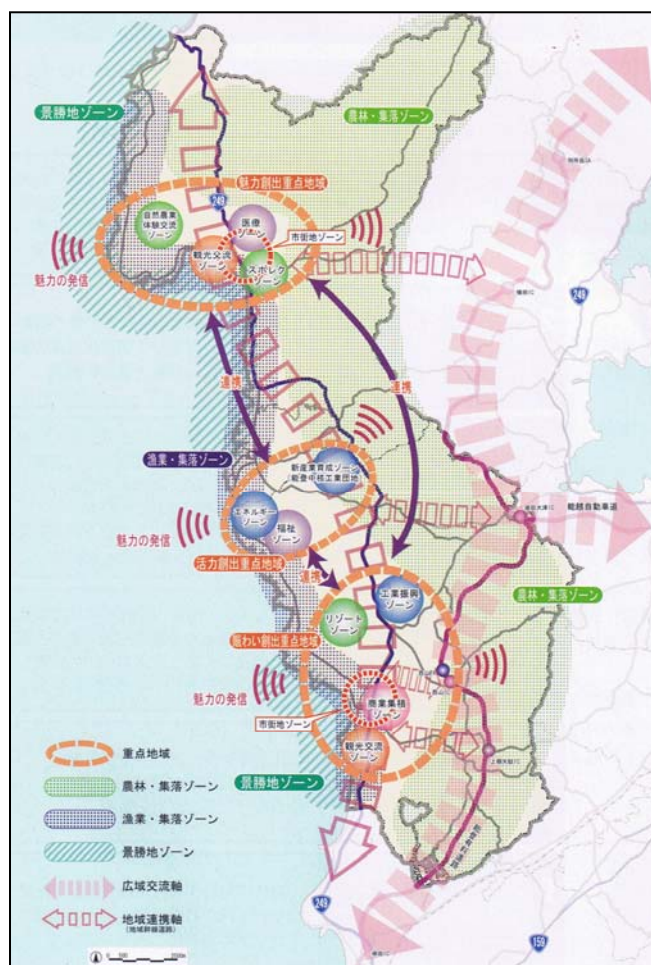 景勝地ゾーン
農林・集落ゾーン
魅力創出重点地域
249
自然農業
体験交流
ゾーン
医療
ゾーン
市街地ゾーン
観光交流
ゾーン
スポレク
ゾーン
魅力の発信
249
連携
連携
漁業・集落ゾーン
新産業育成ゾーン
能登中核工業団地
エネルギー
ゾーン
福祉
ゾーン
能越自動車道
魅力の発信
活力創出重点地域
連携
工業振興
ゾーン
農林・集落ゾーン
リゾート
ゾーン
賑わい創出重点地域
魅力の発信
商業集積
ゾーン
市街地ゾーン
観光交流
ゾーン
景勝地ゾーン
重点地域
農林・集落ゾーン
漁業・集落ゾーン
景勝地ゾーン
広域交流軸
地域連携軸
(地域幹線道路)
249
159